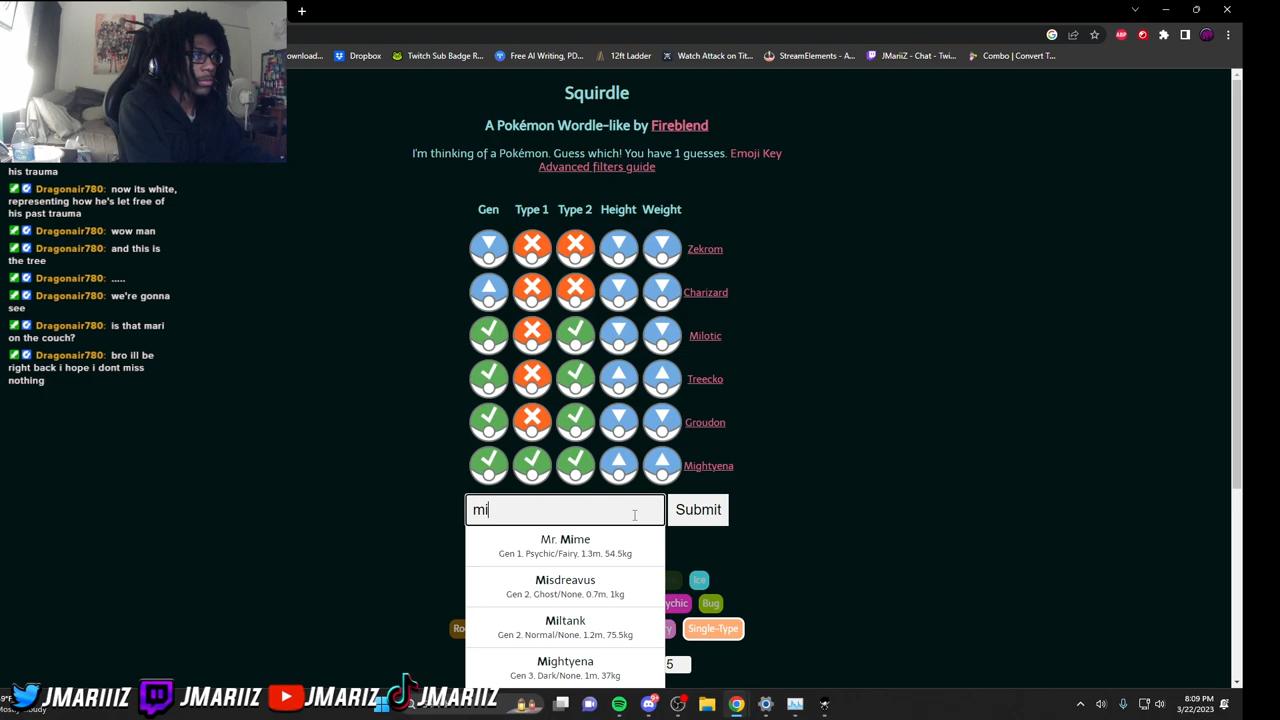 ownload...
Dropbox
Twitch Sub Badge R...
Free AI Writing, PD...
12ft Ladder
Watch Attack on Tit...
StreamElements - A...
JMariiZ - Chat - Twi...
Combo | Convert T...
Squirdle
A Pokémon Wordle-like by Fireblend
I'm thinking of a Pokémon. Guess which! You have 1 guesses. Emoji Key
Advanced filters guide
his trauma
Dragonair780: now its white,
representing how he's let free of
his past trauma
Dragonair780: wow man
Dragonair780: and this is
the tree
Dragonair780: .....
Dragonair780: we're gonna
see
Dragonair780: is that mari
on the couch?
Dragonair780: bro ill be
right back i hope i dont miss
nothing
Gen Type 1 Type 2 Height Weight
Zekrom
Charizard
Milotic
Treecko
Groudon
Mightyena
mi
Submit
Mr. Mime
Gen 1, Psychic/Fairy, 1.3m, 54.5kg
Misdreavus
Gen 2, Ghost/None, 0.7m, 1kg
Miltank
Gen 2, Normal/None, 1.2m, 75.5kg
Mightyena
Gen 3, Dark/None, 1m, 37kg
Ice
ychic
Bug
Ro
ry
Single-Type
5
JMARIIIZ
JMARIIZ
JMARIZ
JMARIIZ
8:09 PM
3/22/2023